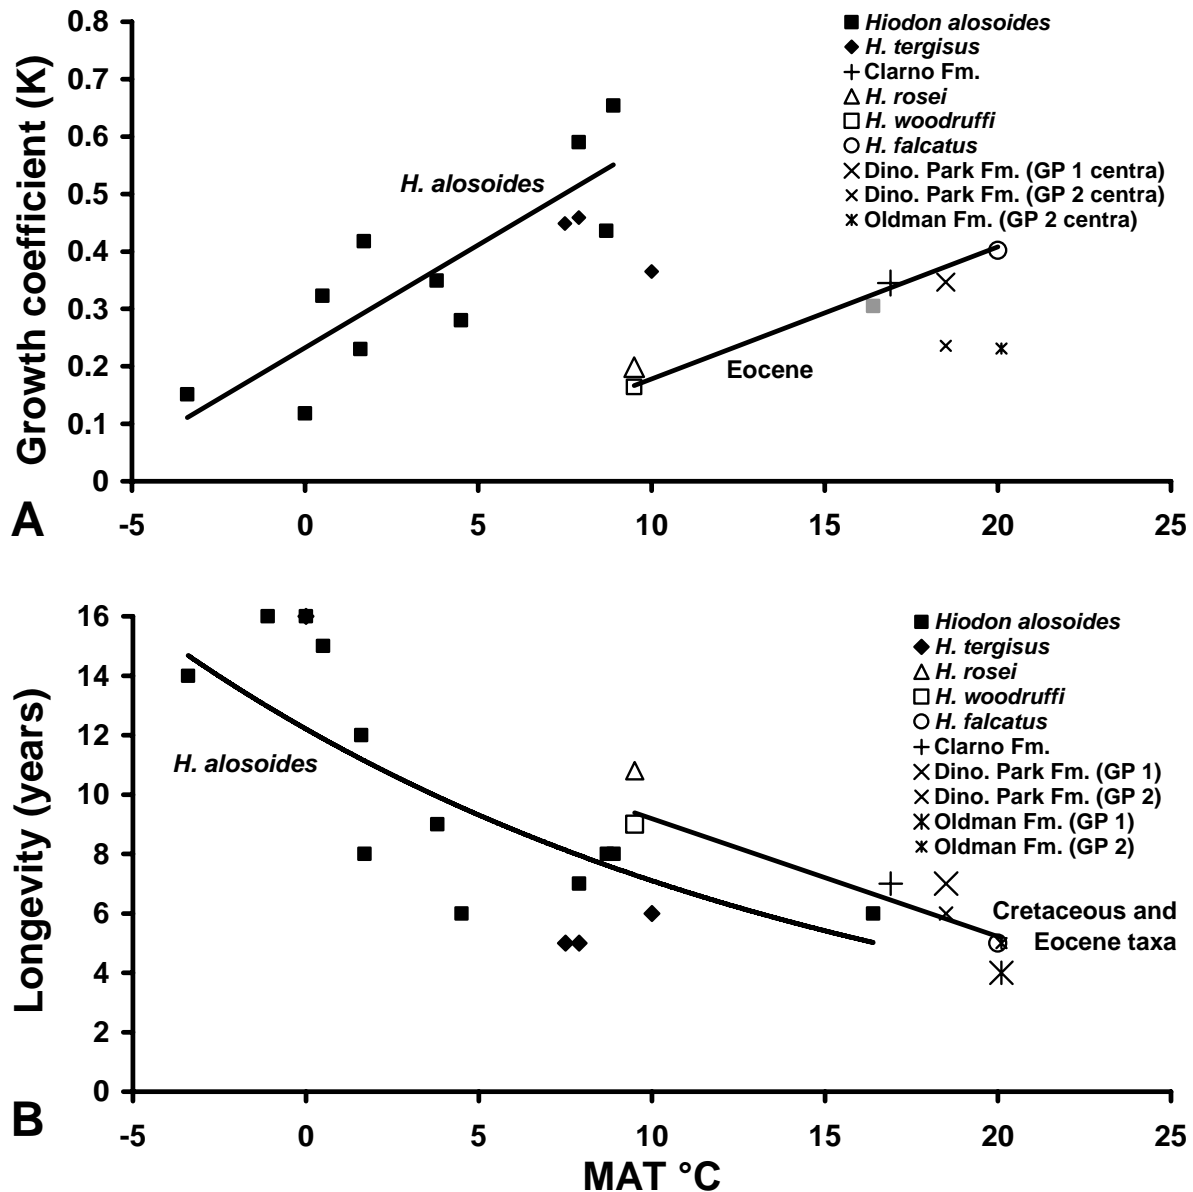 0.8
0.7
0.6
0.5
0.4
0.3
0.2
0.1
0
Growth coefficient (K)
Hiodon alosoides
H. tergisus
Clarno Fm.
H. rosei
H. woodruffi
H. falcatus
Dino. Park Fm. (GP 1 centra)
Dino. Park Fm. (GP 2 centra)
Oldman Fm. (GP 2 centra)
H. alosoides
Eocene
A
-5 0 5 10 15 20 25
16
14
12
10
8
6
4
2
0
Longevity (years)
Hiodon alosoides
H. tergisus
H. rosei
H. woodruffi
H. falcatus
Clarno Fm.
Dino. Park Fm. (GP 1)
Dino. Park Fm. (GP 2)
Oldman Fm. (GP 1)
Oldman Fm. (GP 2)
H. alosoides
Cretaceous and
Eocene taxa
B
-5 0 5 10 15 20 25
MAT °C